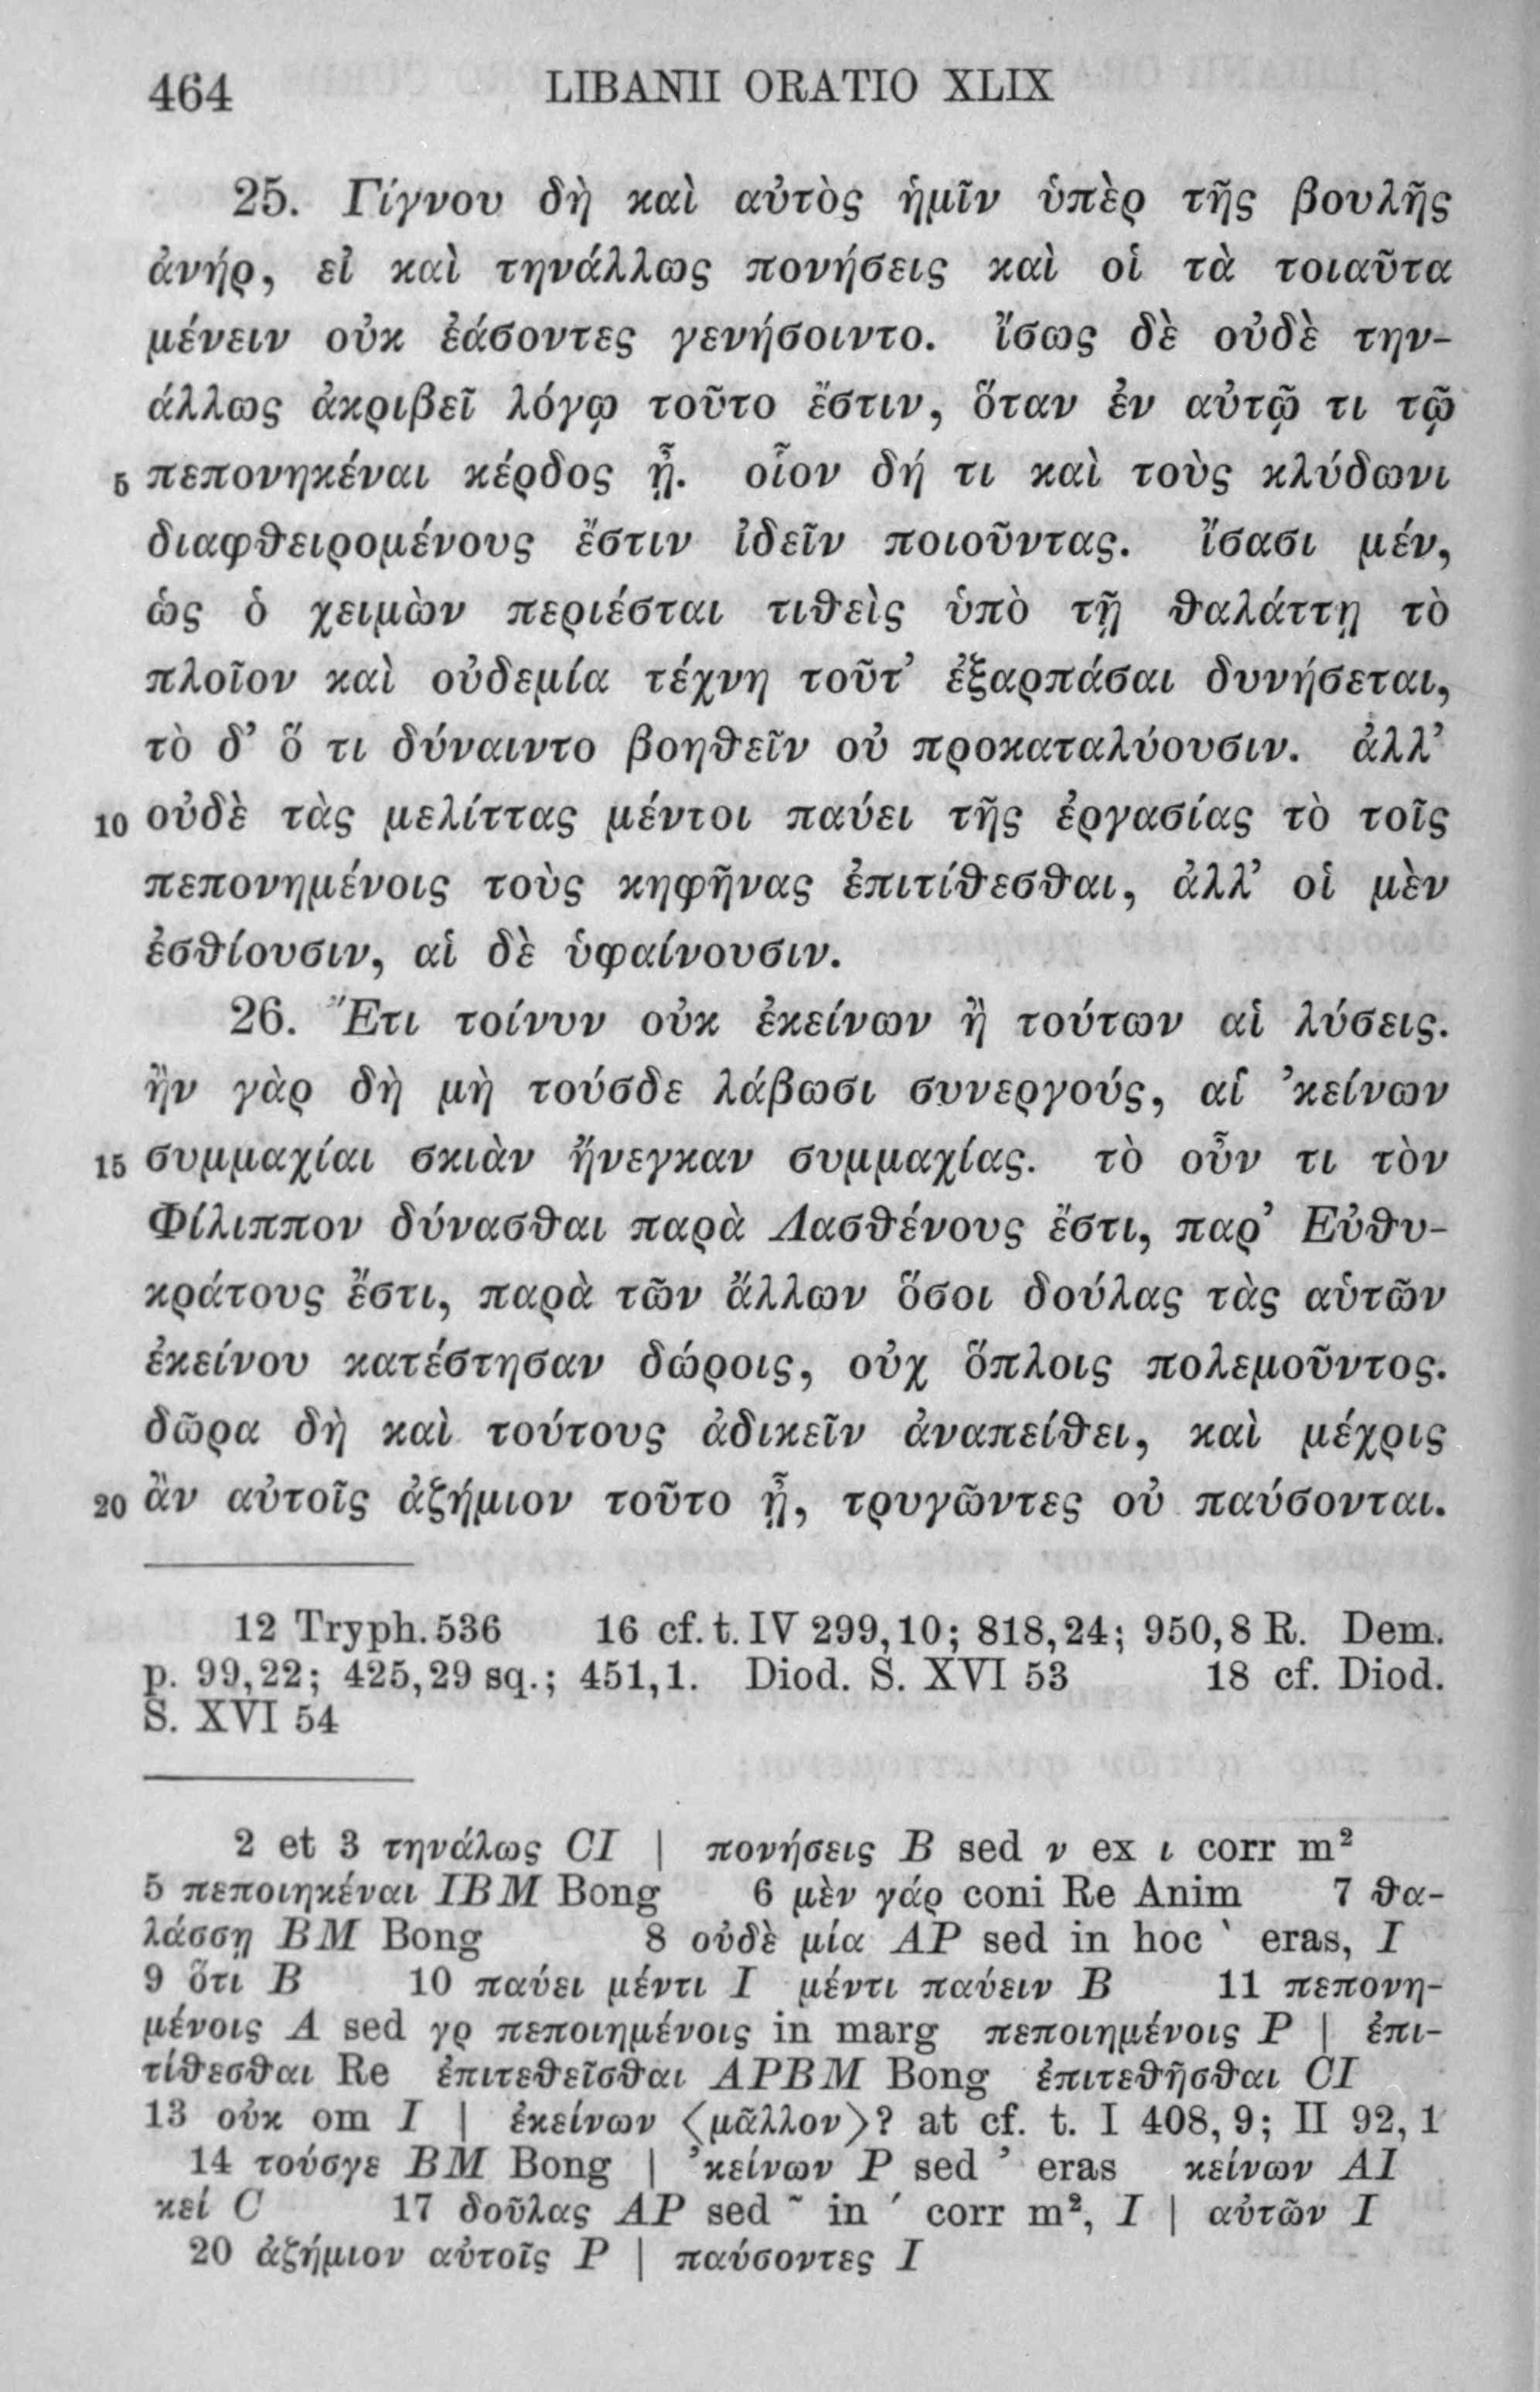 464 LIBANII ORATIO XLIX
25. Γίγνου δὴ καὶ αὐτὸς ἡμῖν ὑπὲρ τῆς βουλῆς
ἀνήρ, εἰ καὶ τηνάλλως πονήσεις καὶ οἱ τὰ τοιαῦτα
μένειν οὐκ ἐάσοντες γενήσοιντο. ἴσως δὲ οὐδὲ την-
άλλως ἀκριβεῖ λόγῳ τοῦτο ἔστιν, ὅταν ἐν αὐτῷ τι τῷ
5 πεπονηκέναι κέρδος ᾖ. οἷον δή τι καὶ τοὺς κλύδωνι
διαφθειρομένους ἔστιν ἰδεῖν ποιοῦντας. ἴσασι μέν,
ὡς ὁ χειμὼν περιέσται τιθεὶς ὑπὸ τῇ θαλάττῃ τὸ
πλοῖον καὶ οὐδεμία τέχνη τοῦτ’ ἐξαρπάσαι δυνήσεται,
τὸ δ’ ὅ τι δύναιντο βοηθεῖν οὐ προκαταλύουσιν. ἀλλ’
10 οὐδὲ τὰς μελίττας μέντοι παύει τῆς ἐργασίας τὸ τοῖς
πεπονημένοις τοὺς κηφῆνας ἐπιτίθεσθαι, ἀλλ’ οἱ μὲν
ἐσθίουσιν, αἱ δὲ ὑφαίνουσιν.
26. Ἔτι τοίνυν οὐκ ἐκείνων ἢ τούτων αἱ λύσεις.
ἢν γὰρ δὴ μὴ τούσδε λάβωσι συνεργούς, αἱ ’κείνων
15 συμμαχίαι σκιὰν ἤνεγκαν συμμαχίας. τὸ οὖν τι τὸν
Φίλιππον δύνασθαι παρὰ Λασθένους ἔστι, παρ’ Εὐθυ-
κράτους ἔστι, παρὰ τῶν ἄλλων ὅσοι δούλας τὰς αὑτῶν
ἐκείνου κατέστησαν δώροις, οὐχ ὅπλοις πολεμοῦντος.
δῶρα δὴ καὶ τούτους ἀδικεῖν ἀναπείθει, καὶ μέχρις
20 ἂν αὐτοῖς ἀζήμιον τοῦτο ᾖ, τρυγῶντες οὐ παύσονται.
12 Tryph. 536 16 cf. t. IV 299,10; 818,24; 950,8 R. Dem.
p. 99,22; 425,29 sq.; 451,1. Diod. S. XVI 53 18 cf. Diod.
S. XVI 54
2 et 3 τηνάλως CI | πονήσεις B sed ν ex ι corr m²
5 πεποιηκέναι IBM Bong 6 μὲν γάρ coni Re Anim 7 θα-
λάσσῃ BM Bong 8 οὐδὲ μία AP sed in hoc ` eras, I
9 ὅτι B 10 παύει μέντι I μέντι παύειν B 11 πεπονη-
μένοις A sed γρ πεποιημένοις in marg πεποιημένοις P | ἐπι-
τίθεσθαι Re ἐπιτεθεῖσθαι APBM Bong ἐπιτεθῆσθαι CI
13 οὐκ om I | ἐκείνων ⟨μᾶλλον⟩? at cf. t. I 408, 9; II 92, 1
14 τούσγε BM Bong | ’κείνων P sed ’ eras κείνων AI
κεί C 17 δοῦλας AP sed ῀ in ´ corr m², I | αὐτῶν I
20 ἀζήμιον αὐτοῖς P | παύσοντες I